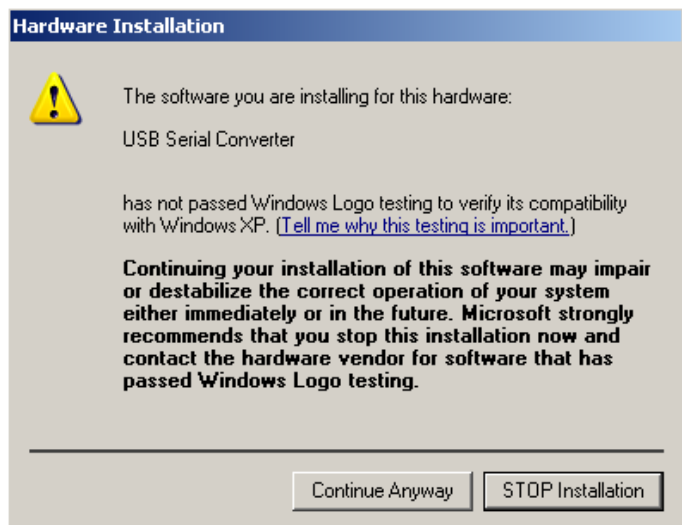 Hardware Installation
The software you are installing for this hardware:
USB Serial Converter
has not passed Windows Logo testing to verify its compatibility
with Windows XP. (Tell me why this testing is important.)
Continuing your installation of this software may impair
or destabilize the correct operation of your system
either immediately or in the future. Microsoft strongly
recommends that you stop this installation now and
contact the hardware vendor for software that has
passed Windows Logo testing.
Continue Anyway
STOP Installation